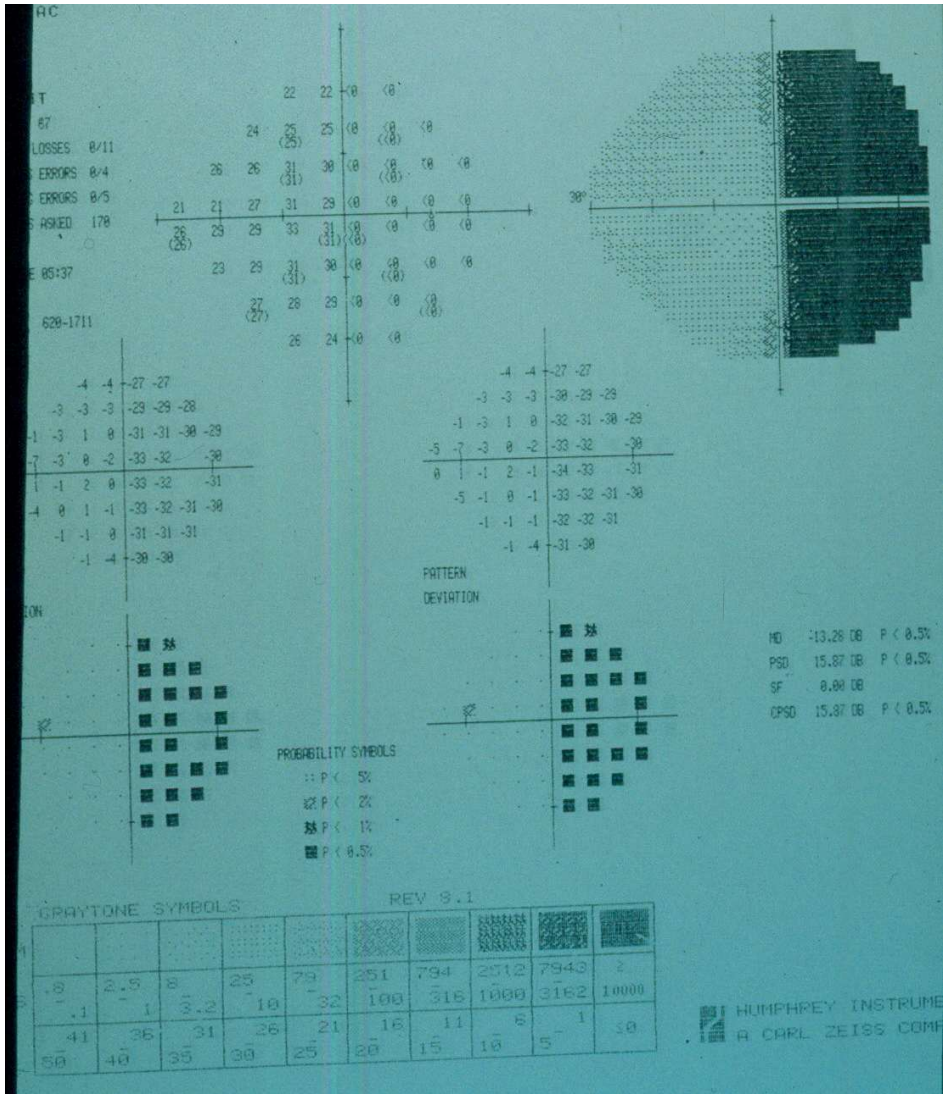 AC
67
LOSSES 0/11
ERRORS 0/4
ERRORS 0/5
ASKED 170
05:37
620-1711
22 22 <0 <0
24 25 25 <0 <0 <0
(25) (<0)
26 26 31 30 <0 <0 <0 <0
(31) (<0)
21 21 27 31 29 <0 <0 <0 <0
26 29 29 33 31 <0 <0 <0 <0
(26) (31) (<0)
23 29 31 30 <0 <0 <0 <0
(31) (<0)
27 28 29 <0 <0 <0
(27) (<0)
26 24 <0 <0
30°
-4 -4 -27 -27
-3 -3 -3 -29 -29 -28
-1 -3 1 0 -31 -31 -30 -29
-7 -3 0 -2 -33 -32 -30
1 -1 2 0 -33 -32 -31
-4 0 1 -1 -33 -32 -31 -30
-1 -1 0 -31 -31 -31
-1 -4 -30 -30
-4 -4 -27 -27
-3 -3 -3 -30 -29 -29
-1 -3 1 0 -32 -31 -30 -29
-5 -7 -3 0 -2 -33 -32 -30
0 1 -1 2 -1 -34 -33 -31
-5 -1 0 -1 -33 -32 -31 -30
-1 -1 -1 -32 -32 -31
-1 -4 -31 -30
PATTERN
DEVIATION
MD -13.28 DB P < 0.5%
PSD 15.87 DB P < 0.5%
SF 0.00 DB
CPSD 15.87 DB P < 0.5%
PROBABILITY SYMBOLS
P < 5%
P < 2%
P < 1%
P < 0.5%
GRAYTONE SYMBOLS REV 9.1
.8 2.5 8 25 79 251 794 2512 7943 ≥
.1 1 3.2 10 32 100 316 1000 3162 10000
41 36 31 26 21 16 11 6 1 ≤0
50 40 35 30 25 20 15 10 5
HUMPHREY INSTRUME
A CARL ZEISS COMP